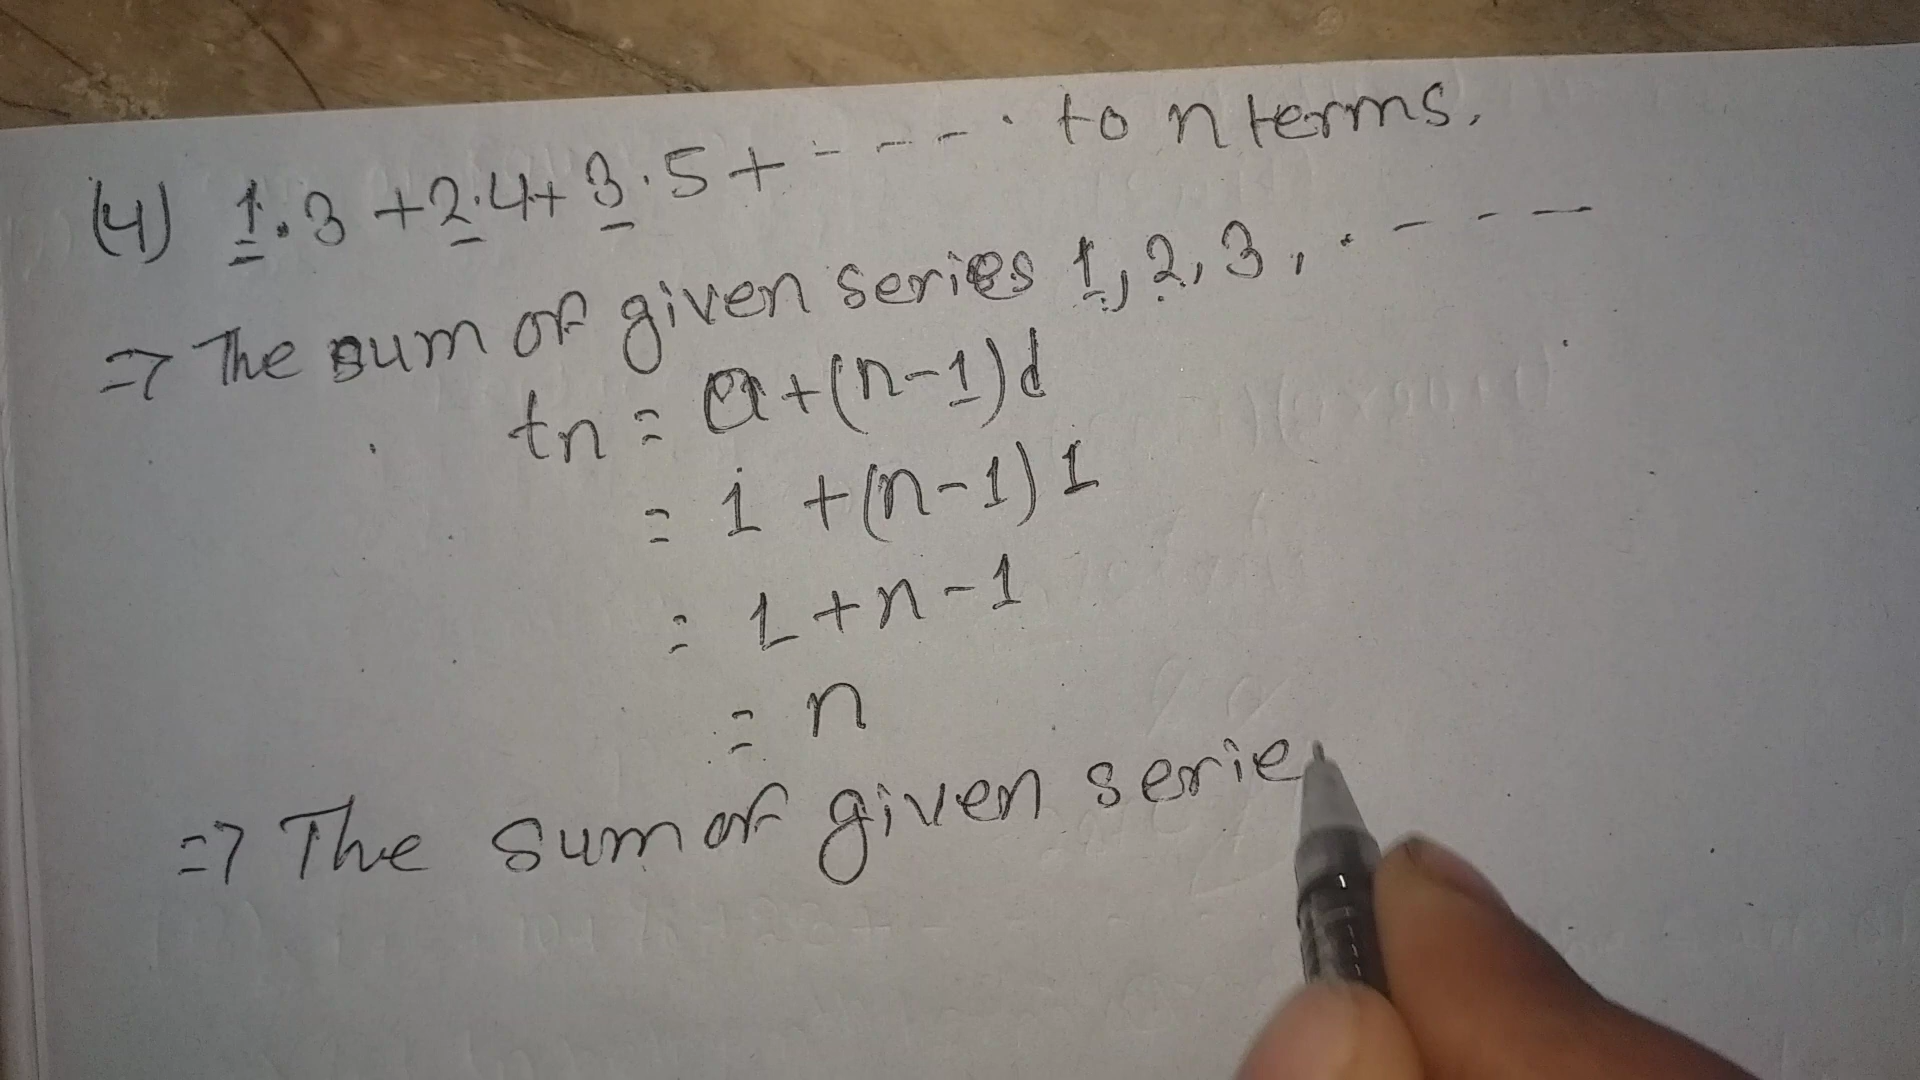 (4) 1.3 +2.4+ 3.5+ - - - - to n terms.
=> The sum of given series 1, 2, 3, - - - -
tn = a+(n-1)d
= 1 +(n-1) 1
= 1 +n-1
= n
=> The sum of given serie